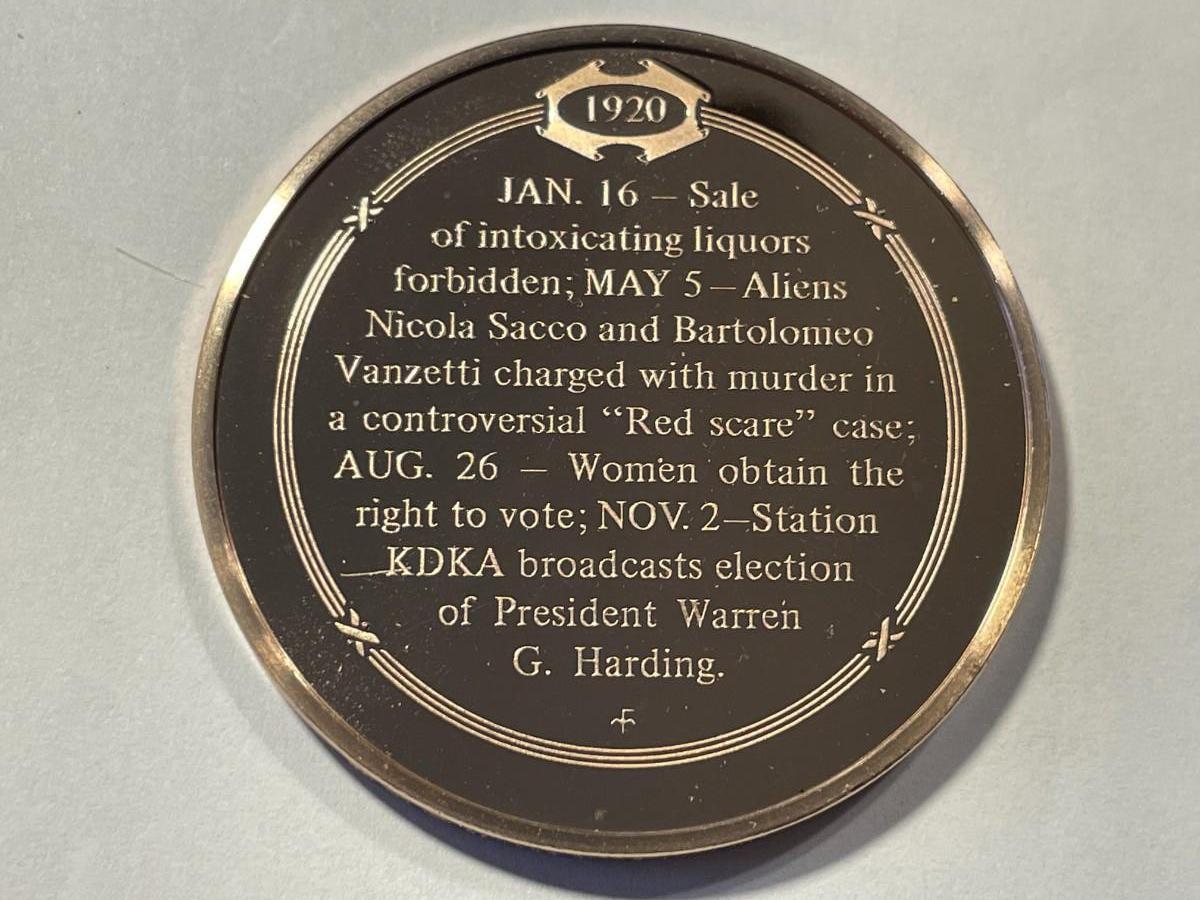 1920
JAN. 16 – Sale
of intoxicating liquors
forbidden; MAY 5 – Aliens
Nicola Sacco and Bartolomeo
Vanzetti charged with murder in
a controversial “Red scare” case;
AUG. 26 – Women obtain the
right to vote; NOV. 2–Station
KDKA broadcasts election
of President Warren
G. Harding.